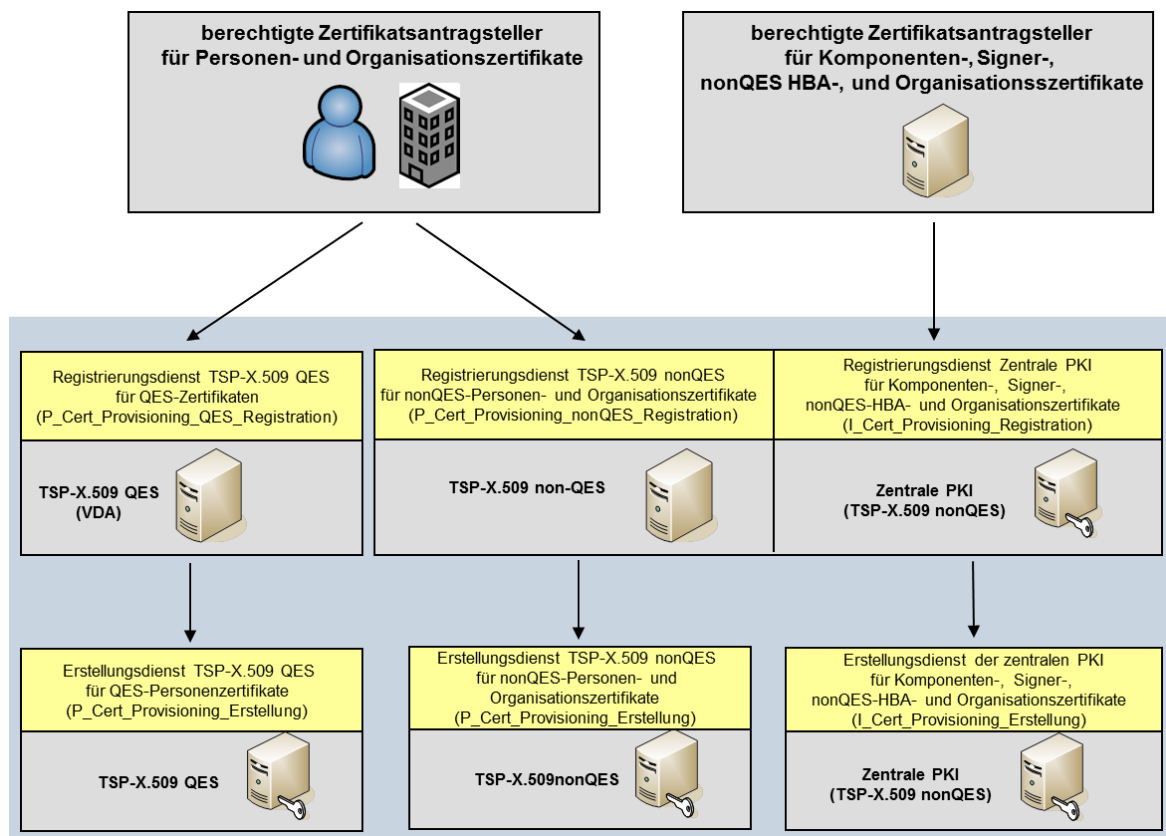 berechtigte Zertifikatsantragsteller
für Personen- und Organisationszertifikate
berechtigte Zertifikatsantragsteller
für Komponenten-, Signer-,
nonQES HBA-, und Organisationsszertifikate
Registrierungsdienst TSP-X.509 QES
für QES-Zertifikaten
(P_Cert_Provisioning_QES_Registration)
TSP-X.509 QES
(VDA)
Registrierungsdienst TSP-X.509 nonQES
für nonQES-Personen- und Organisationszertifikate
(P_Cert_Provisioning_nonQES_Registration)
TSP-X.509 non-QES
Registrierungsdienst Zentrale PKI
für Komponenten-, Signer-,
nonQES-HBA- und Organisationszertifikate
(I_Cert_Provisioning_Registration)
Zentrale PKI
(TSP-X.509 nonQES)
Erstellungsdienst TSP-X.509 QES
für QES-Personenzertifikate
(P_Cert_Provisioning_Erstellung)
TSP-X.509 QES
Erstellungsdienst TSP-X.509 nonQES
für nonQES-Personen- und
Organisationszertifikate
(P_Cert_Provisioning_Erstellung)
TSP-X.509nonQES
Erstellungsdienst der zentralen PKI
für Komponenten-, Signer-,
nonQES-HBA- und Organisationszertifikate
(I_Cert_Provisioning_Erstellung)
Zentrale PKI
(TSP-X.509 nonQES)